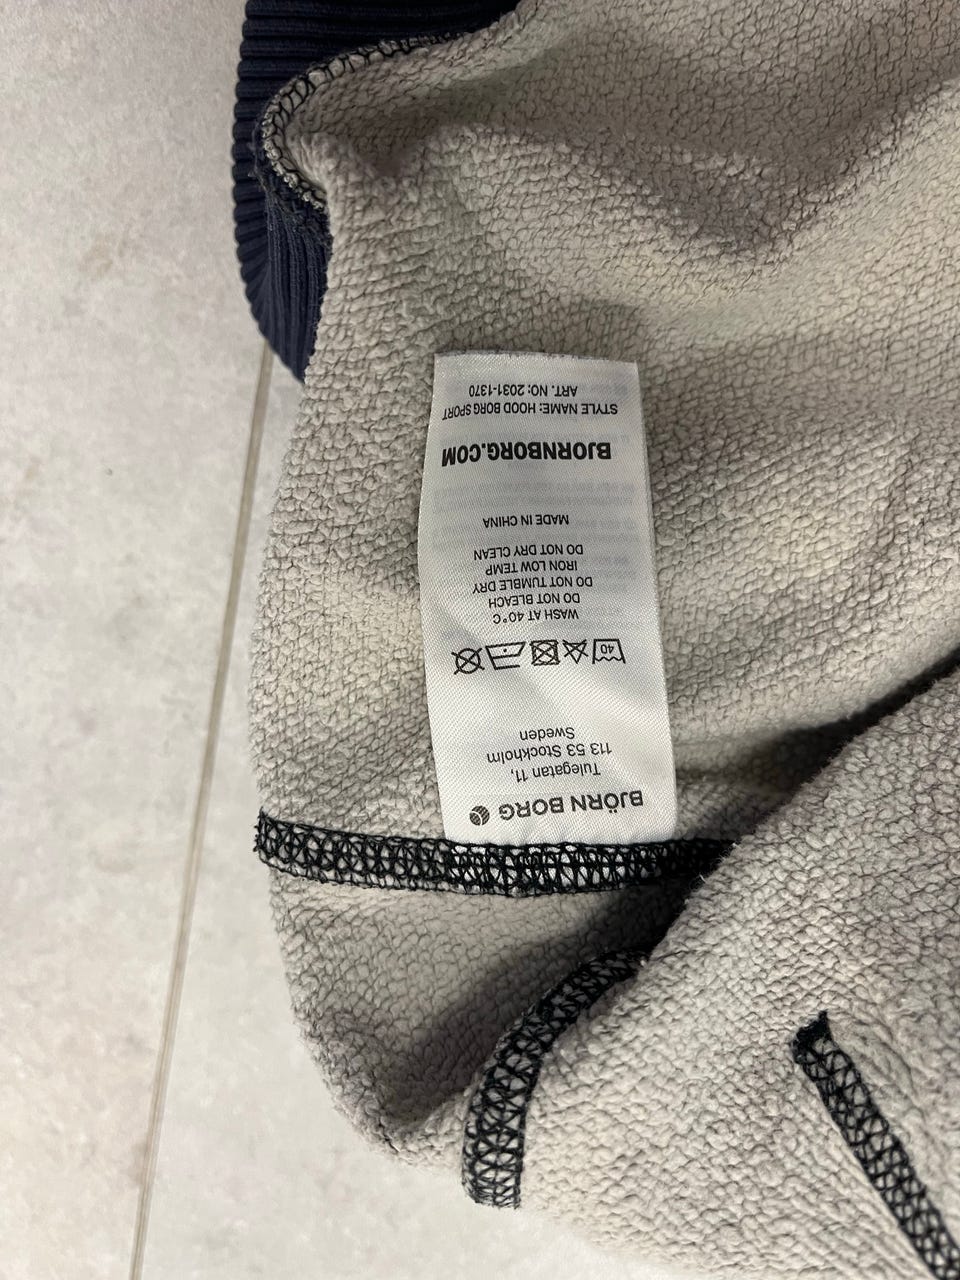 BJÖRN BORG
Tulegatan 11,
113 53 Stockholm
Sweden
40
WASH AT 40°C
DO NOT BLEACH
DO NOT TUMBLE DRY
IRON LOW TEMP
DO NOT DRY CLEAN
MADE IN CHINA
BJORNBORG.COM
STYLE NAME: HOOD BORG SPORT
ART. NO: 2031-1370